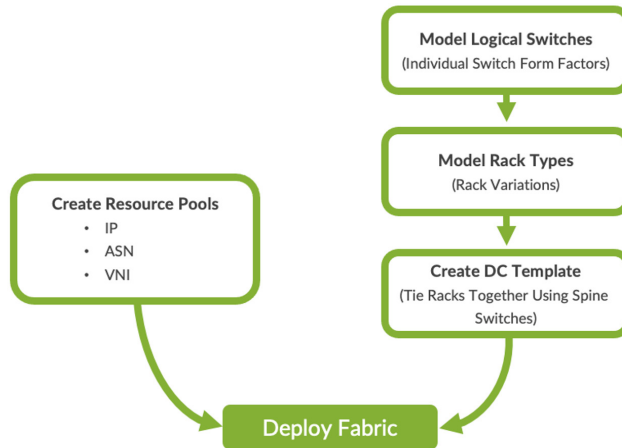 Model Logical Switches
(Individual Switch Form Factors)
Model Rack Types
(Rack Variations)
Create Resource Pools
• IP
• ASN
• VNI
Create DC Template
(Tie Racks Together Using Spine
Switches)
Deploy Fabric